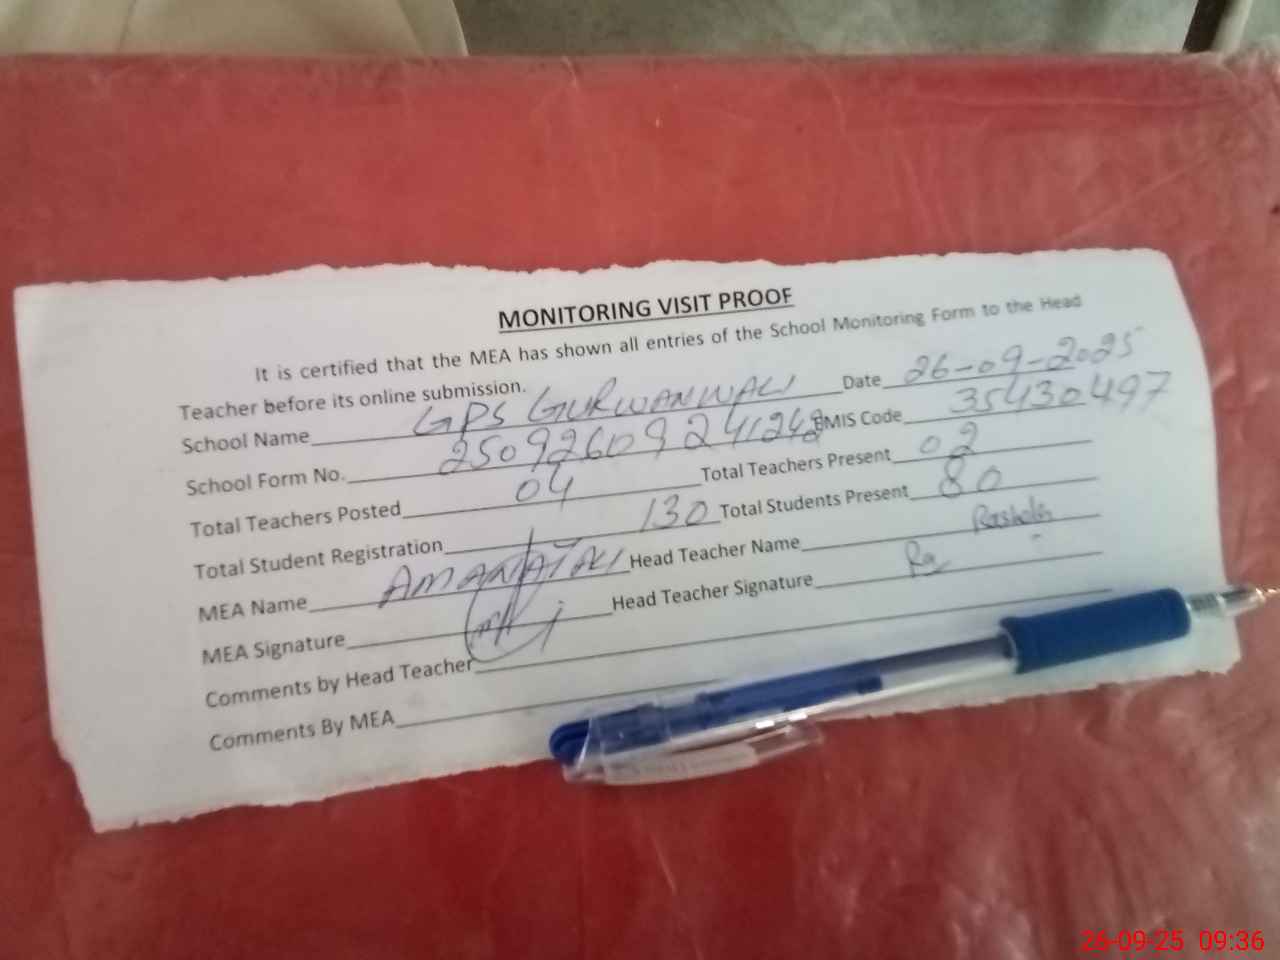 MONITORING VISIT PROOF
It is certified that the MEA has shown all entries of the School Monitoring Form to the Head
Teacher before its online submission.
School Name GPS GURWANWALI Date 26-09-2025
School Form No. 25092609241248 EMIS Code 35430497
Total Teachers Posted 04 Total Teachers Present 02
Total Student Registration 130 Total Students Present 80
MEA Name AMANAT ALI Head Teacher Name
MEA Signature Head Teacher Signature
Comments by Head Teacher
Comments By MEA
26-09-25 09:36